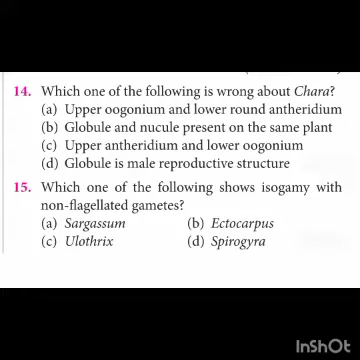 14. Which one of the following is wrong about Chara?
(a) Upper oogonium and lower round antheridium
(b) Globule and nucule present on the same plant
(c) Upper antheridium and lower oogonium
(d) Globule is male reproductive structure
15. Which one of the following shows isogamy with
non-flagellated gametes?
(a) Sargassum (b) Ectocarpus
(c) Ulothrix (d) Spirogyra
InShOt